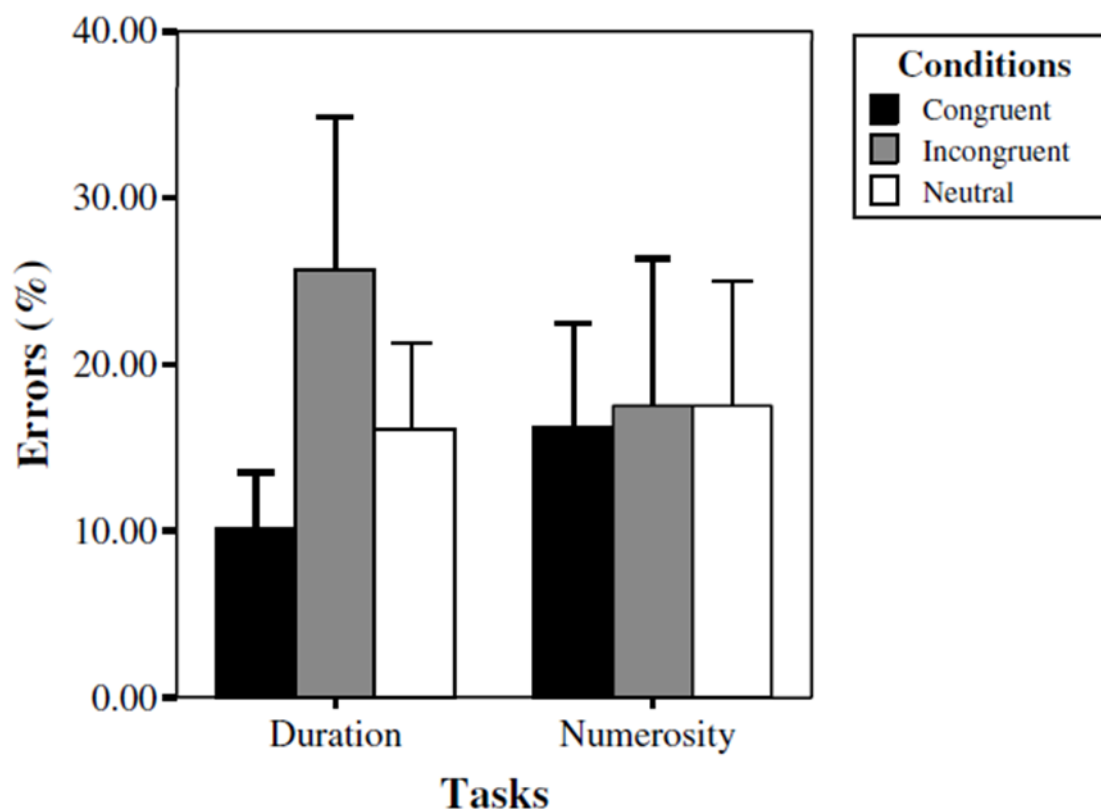 40.00
30.00
20.00
10.00
0.00
Errors (%)
Duration Numerosity
Tasks
Conditions
Congruent
Incongruent
Neutral